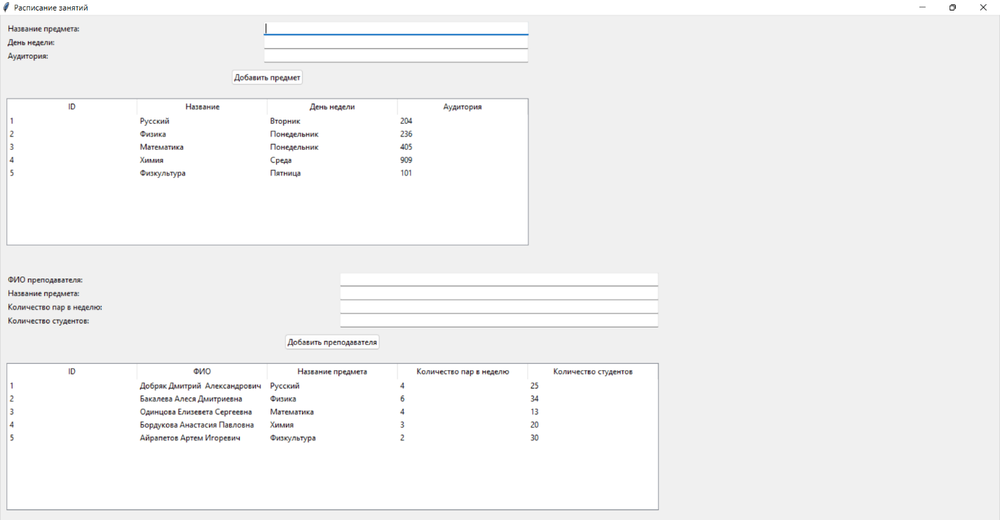 Расписание занятий
Название предмета:
День недели:
Аудитория:
Добавить предмет
ID Название День недели Аудитория
1 Русский Вторник 204
2 Физика Понедельник 236
3 Математика Понедельник 405
4 Химия Среда 909
5 Физкультура Пятница 101
ФИО преподавателя:
Название предмета:
Количество пар в неделю:
Количество студентов:
Добавить преподавателя
ID ФИО Название предмета Количество пар в неделю Количество студентов
1 Добряк Дмитрий Александрович Русский 4 25
2 Бакалева Алеся Дмитриевна Физика 6 34
3 Одинцова Елизевета Сергеевна Математика 4 13
4 Бордукова Анастасия Павловна Химия 3 20
5 Айрапетов Артем Игоревич Физкультура 2 30